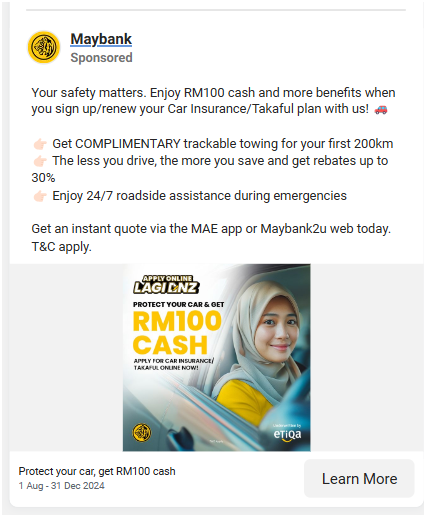 Maybank
Sponsored
Your safety matters. Enjoy RM100 cash and more benefits when
you sign up/renew your Car Insurance/Takaful plan with us! 🚗
👉🏻 Get COMPLIMENTARY trackable towing for your first 200km
👉🏻 The less you drive, the more you save and get rebates up to
30%
👉🏻 Enjoy 24/7 roadside assistance during emergencies
Get an instant quote via the MAE app or Maybank2u web today.
T&C apply.
APPLY ONLINE
LAGI DNZ
PROTECT YOUR CAR & GET
RM100
CASH
APPLY FOR CAR INSURANCE/
TAKAFUL ONLINE NOW!
etiqa
Protect your car, get RM100 cash
1 Aug - 31 Dec 2024
Learn More